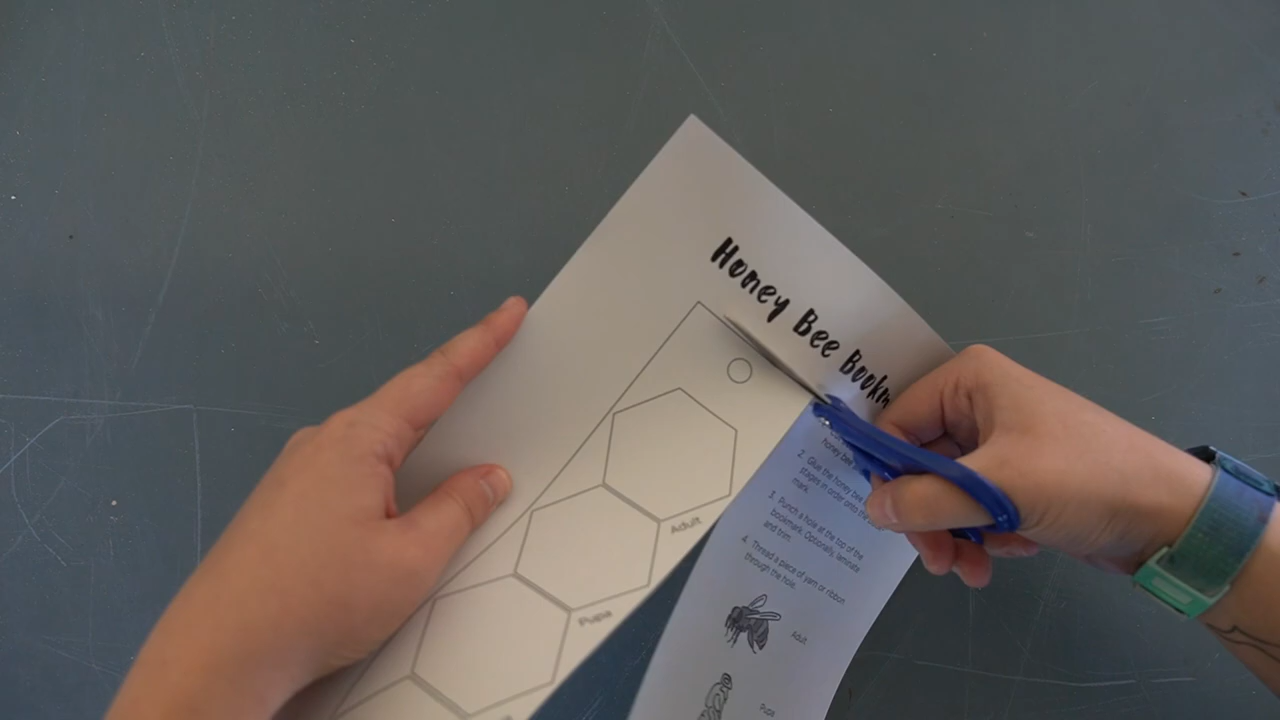 Honey Bee
honey bee
2. Glue the honey bee
stages in order onto the
mark.
3. Punch a hole at the top of the
bookmark. Optionally, laminate
and trim.
4. Thread a piece of yarn or ribbon
through the hole.
Adult
Pupa
Adult
Pupa